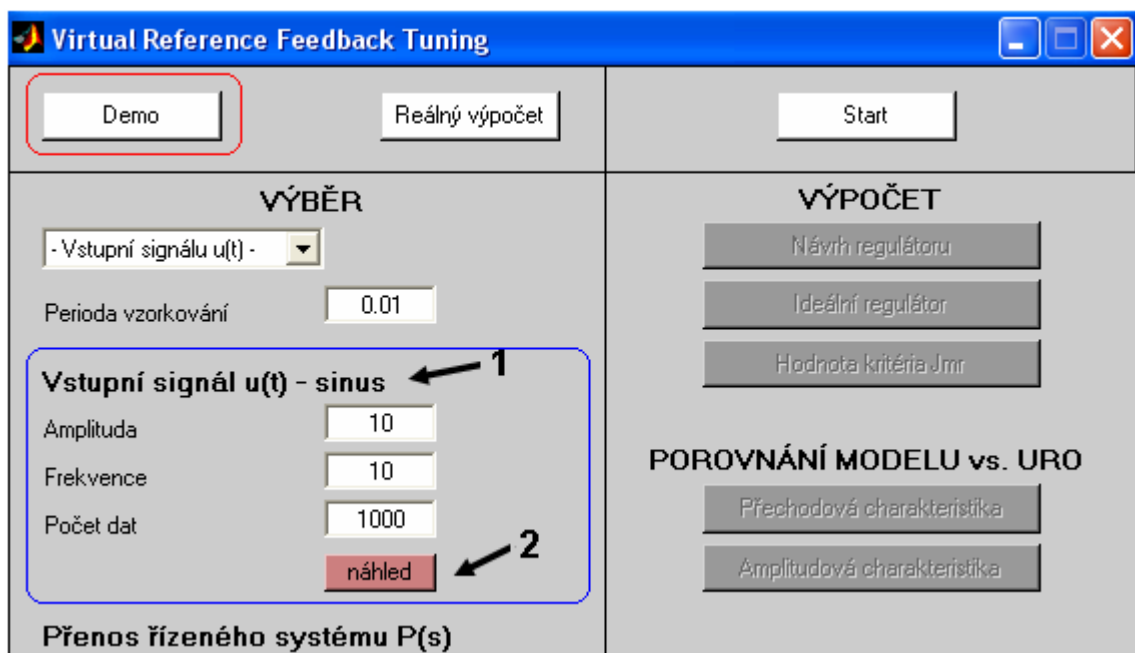 Virtual Reference Feedback Tuning
Demo
Reálný výpočet
Start
VÝBĚR
- Vstupní signálu u(t) -
Perioda vzorkování
0.01
Vstupní signál u(t) - sinus
1
Amplituda
10
Frekvence
10
Počet dat
1000
náhled
2
Přenos řízeného systému P(s)
VÝPOČET
Návrh regulátoru
Ideální regulátor
Hodnota kritéria Jmr
POROVNÁNÍ MODELU vs. URO
Přechodová charakteristika
Amplitudová charakteristika